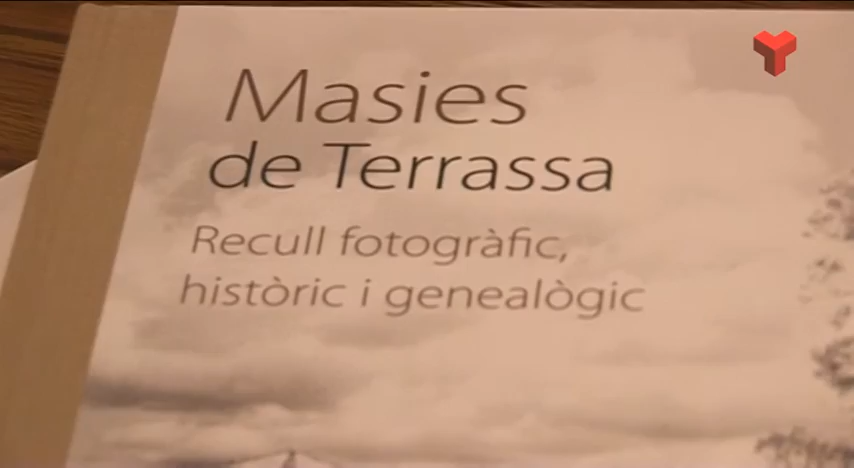 Masies
de Terrassa
Recull fotogràfic,
històric i genealògic